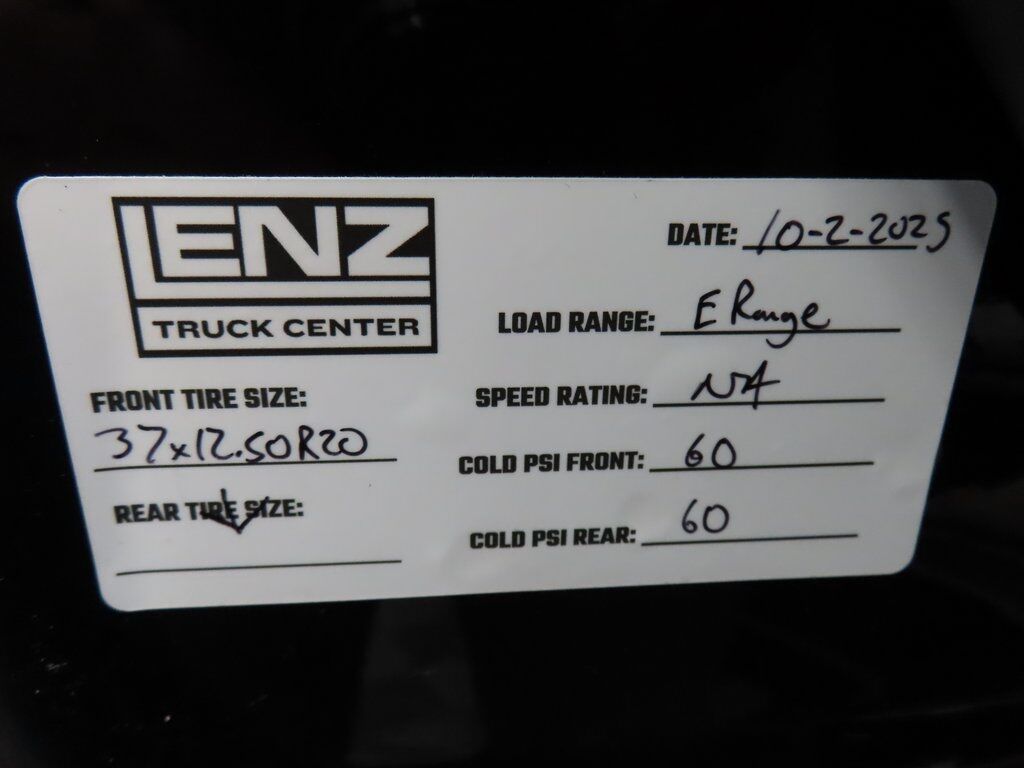 LENZ
TRUCK CENTER
DATE: 10-2-2025
LOAD RANGE: E Range
SPEED RATING: NA
COLD PSI FRONT: 60
COLD PSI REAR: 60
FRONT TIRE SIZE:
37x12.50R20
REAR TIRE SIZE: